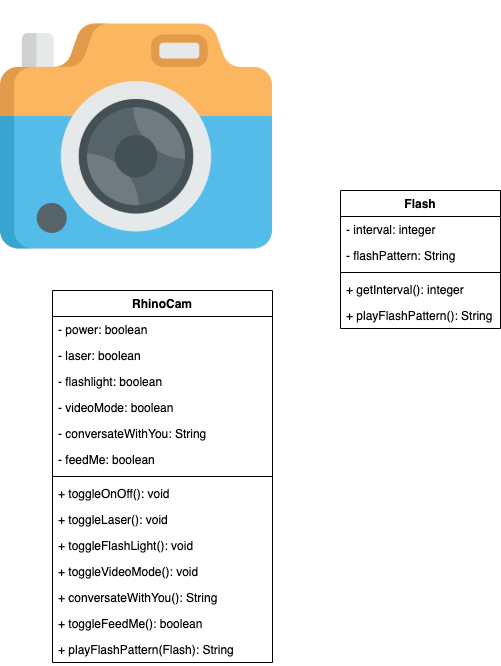 Flash
- interval: integer
- flashPattern: String
+ getInterval(): integer
+ playFlashPattern(): String
RhinoCam
- power: boolean
- laser: boolean
- flashlight: boolean
- videoMode: boolean
- conversateWithYou: String
- feedMe: boolean
+ toggleOnOff(): void
+ toggleLaser(): void
+ toggleFlashLight(): void
+ toggleVideoMode(): void
+ conversateWithYou(): String
+ toggleFeedMe(): boolean
+ playFlashPattern(Flash): String